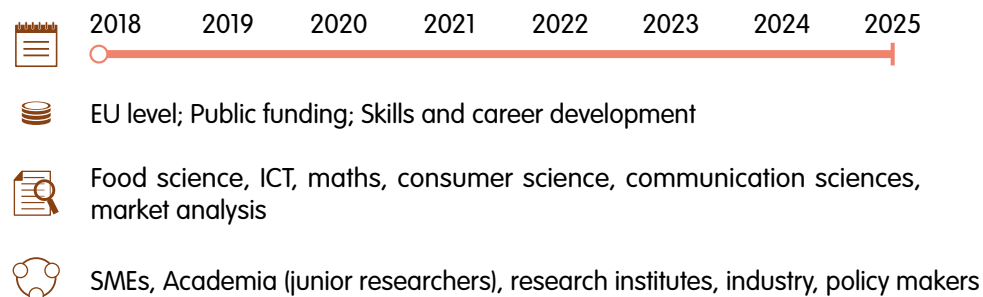 2018 2019 2020 2021 2022 2023 2024 2025
EU level; Public funding; Skills and career development
Food science, ICT, maths, consumer science, communication sciences,
market analysis
SMEs, Academia (junior researchers), research institutes, industry, policy makers